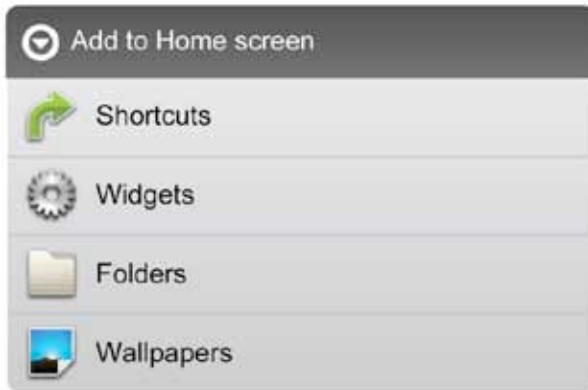 Add to Home screen
Shortcuts
Widgets
Folders
Wallpapers